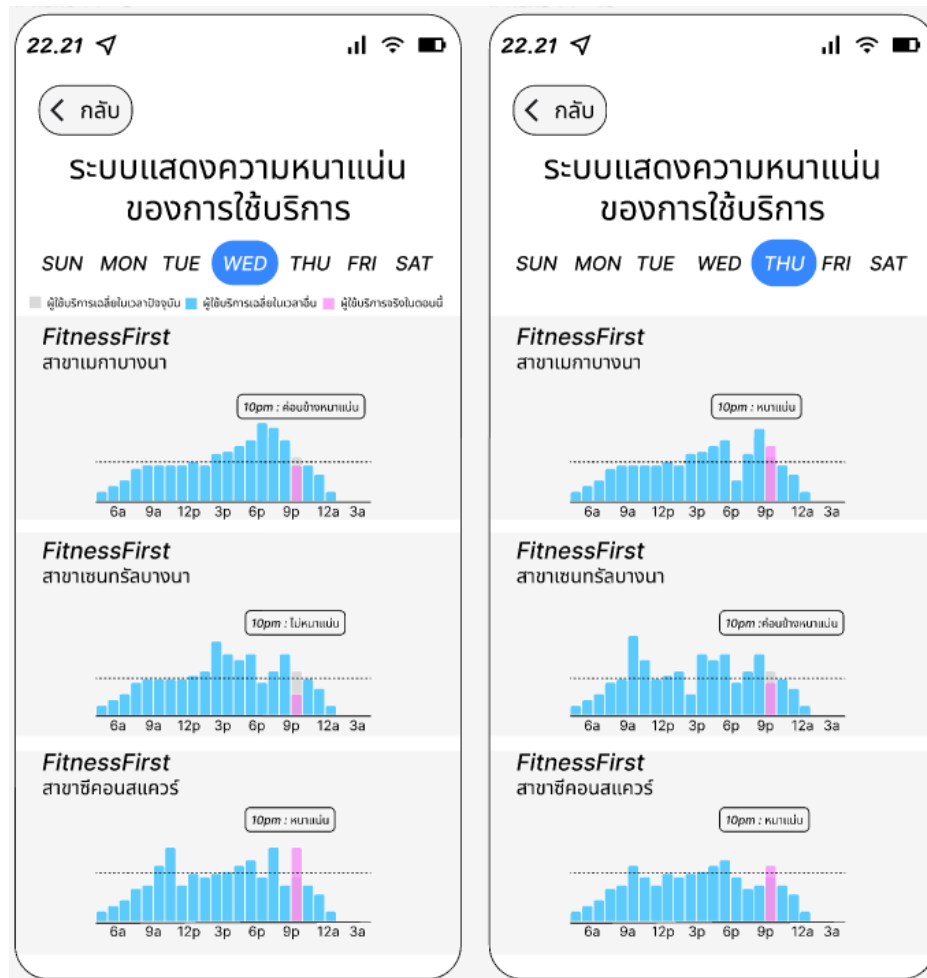 22.21
กลับ
ระบบแสดงความหนาแน่น
ของการใช้บริการ
SUN MON TUE WED THU FRI SAT
ผู้ใช้บริการเฉลี่ยในเวลาปัจจุบัน ผู้ใช้บริการเฉลี่ยในเวลาอื่น ผู้ใช้บริการจริงในตอนนี้
FitnessFirst
สาขาเมกาบางนา
10pm : ค่อนข้างหนาแน่น
6a 9a 12p 3p 6p 9p 12a 3a
FitnessFirst
สาขาเซนทรัลบางนา
10pm : ไม่หนาแน่น
6a 9a 12p 3p 6p 9p 12a 3a
FitnessFirst
สาขาซีคอนสแควร์
10pm : หนาแน่น
6a 9a 12p 3p 6p 9p 12a 3a
22.21
กลับ
ระบบแสดงความหนาแน่น
ของการใช้บริการ
SUN MON TUE WED THU FRI SAT
FitnessFirst
สาขาเมกาบางนา
10pm : หนาแน่น
6a 9a 12p 3p 6p 9p 12a 3a
FitnessFirst
สาขาเซนทรัลบางนา
10pm :ค่อนข้างหนาแน่น
6a 9a 12p 3p 6p 9p 12a 3a
FitnessFirst
สาขาซีคอนสแควร์
10pm : หนาแน่น
6a 9a 12p 3p 6p 9p 12a 3a